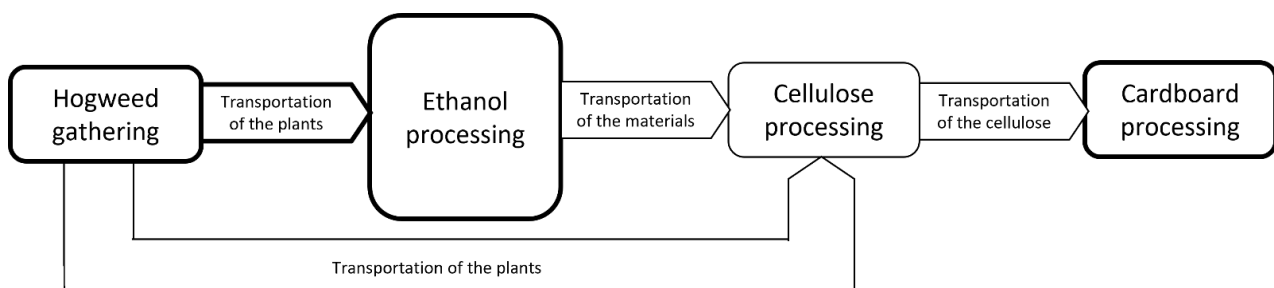 Hogweed
gathering
Transportation
of the plants
Ethanol
processing
Transportation
of the materials
Cellulose
processing
Transportation
of the cellulose
Cardboard
processing
Transportation of the plants